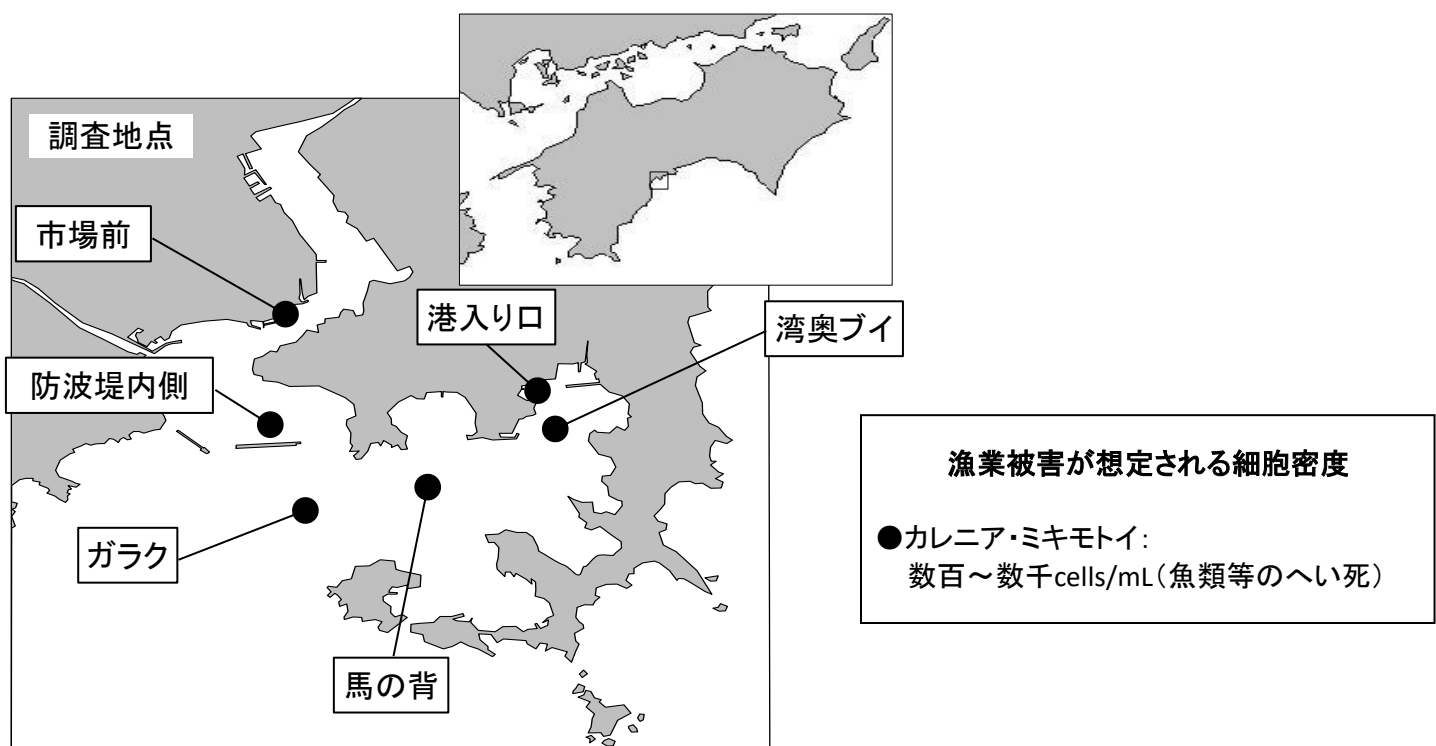 調査地点
市場前
港入り口
湾奥ブイ
防波堤内側
ガラク
馬の背
漁業被害が想定される細胞密度
●カレニア・ミキモトイ:
数百～数千cells/mL(魚類等のへい死)